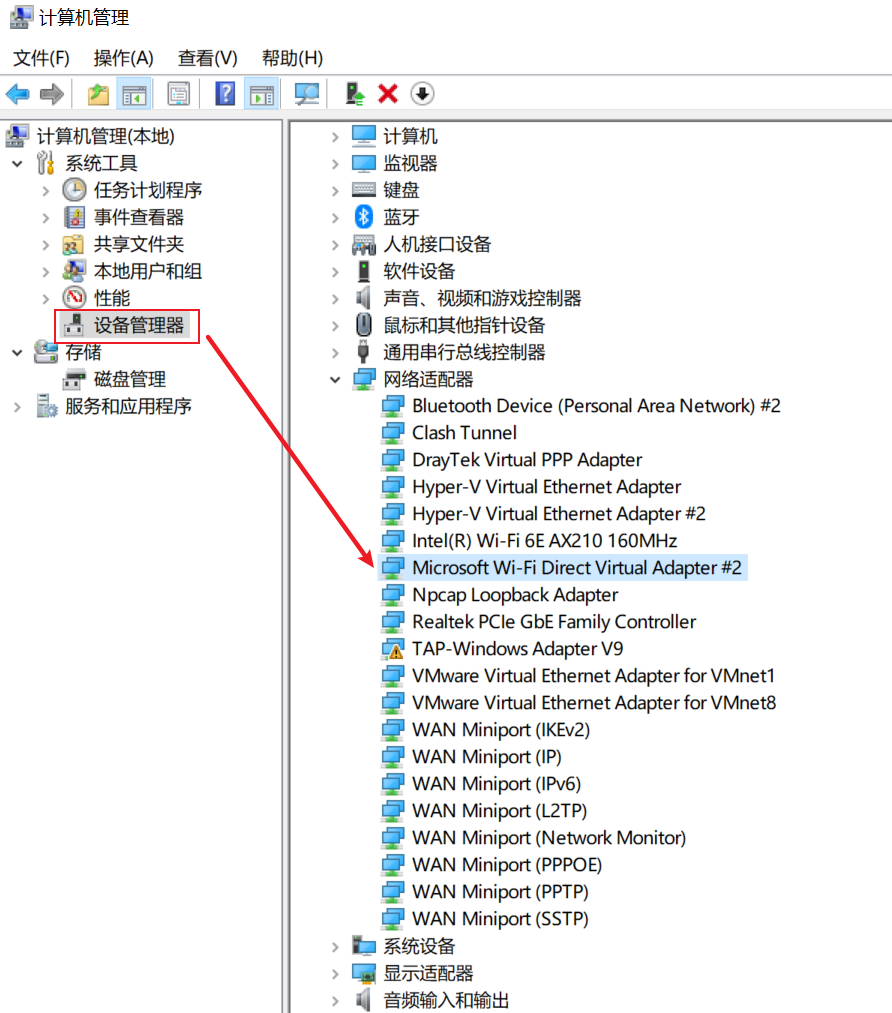 计算机管理
文件(F) 操作(A) 查看(V) 帮助(H)
计算机管理(本地)
系统工具
任务计划程序
事件查看器
共享文件夹
本地用户和组
性能
设备管理器
存储
磁盘管理
服务和应用程序
计算机
监视器
键盘
蓝牙
人机接口设备
软件设备
声音、视频和游戏控制器
鼠标和其他指针设备
通用串行总线控制器
网络适配器
Bluetooth Device (Personal Area Network) #2
Clash Tunnel
DrayTek Virtual PPP Adapter
Hyper-V Virtual Ethernet Adapter
Hyper-V Virtual Ethernet Adapter #2
Intel(R) Wi-Fi 6E AX210 160MHz
Microsoft Wi-Fi Direct Virtual Adapter #2
Npcap Loopback Adapter
Realtek PCIe GbE Family Controller
TAP-Windows Adapter V9
VMware Virtual Ethernet Adapter for VMnet1
VMware Virtual Ethernet Adapter for VMnet8
WAN Miniport (IKEv2)
WAN Miniport (IP)
WAN Miniport (IPv6)
WAN Miniport (L2TP)
WAN Miniport (Network Monitor)
WAN Miniport (PPPOE)
WAN Miniport (PPTP)
WAN Miniport (SSTP)
系统设备
显示适配器
音频输入和输出